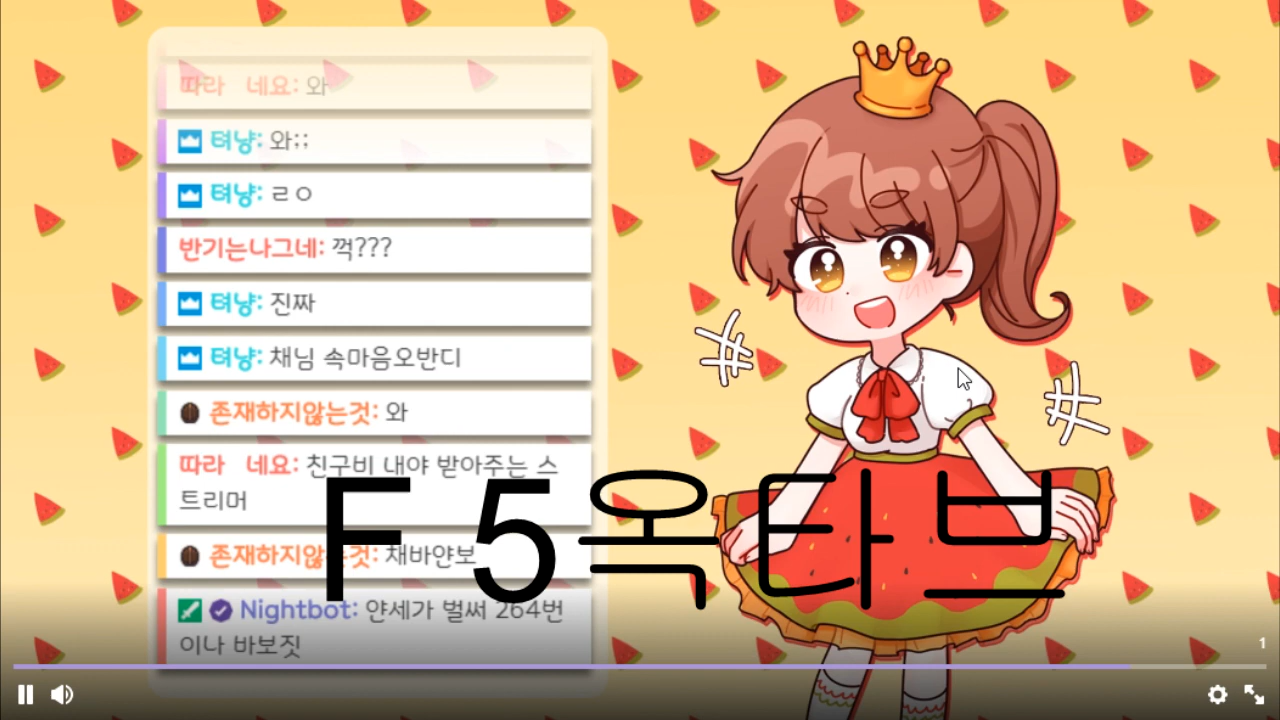 따라 네요: 와
텨냥: 와;;
텨냥: ㄹㅇ
반기는나그네: 꺽???
텨냥: 진짜
텨냥: 채님 속마음오반디
존재하지않는것: 와
따라 네요: 친구비 내야 받아주는 스
트리머
존재하지않는것: 채바얀보
Nightbot: 얀세가 벌써 264번
이나 바보짓
F 5옥타브
1